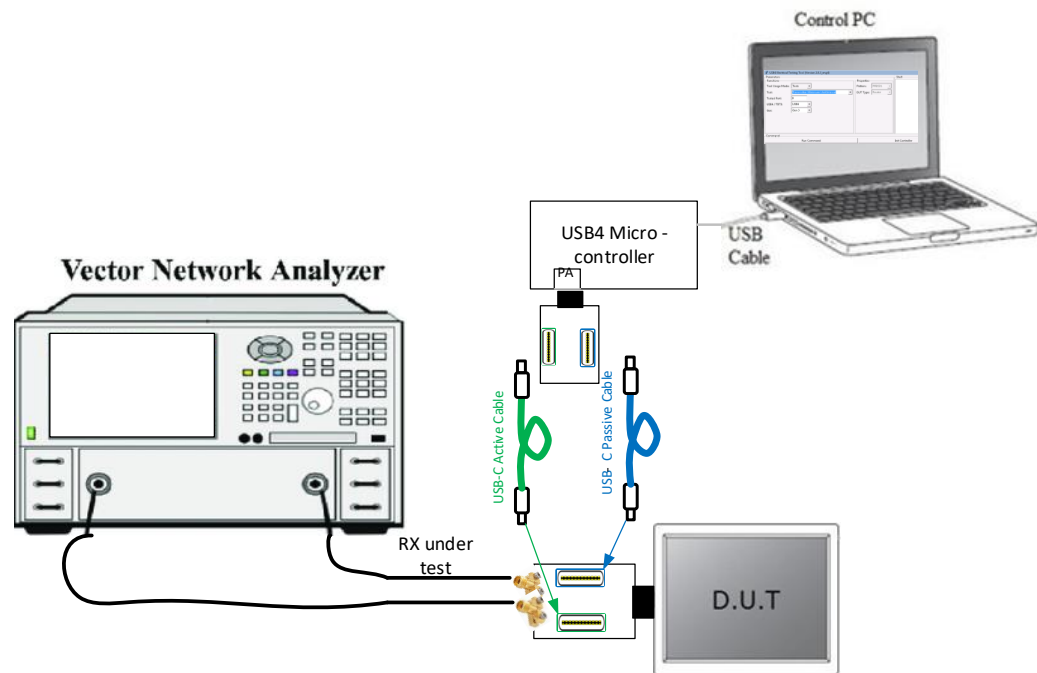 Control PC
USB4 Micro -
controller
PA
USB
Cable
Vector Network Analyzer
USB-C Active Cable
USB- C Passive Cable
RX under
test
D.U.T